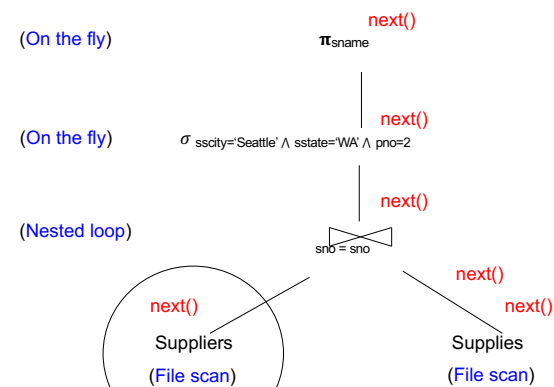 next()
(On the fly) πsname
next()
(On the fly) σ sscity=‘Seattle’ ∧ sstate=‘WA’ ∧ pno=2
next()
(Nested loop)
sno = sno
next()
next() next()
Suppliers Supplies
(File scan) (File scan)